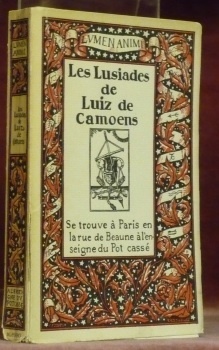 LVMEN ANIMI
Les Lusiades
de
Luiz de
Camoens
Se trouve à Paris en
la rue de Beaune à l'en
seigne du Pot cassé